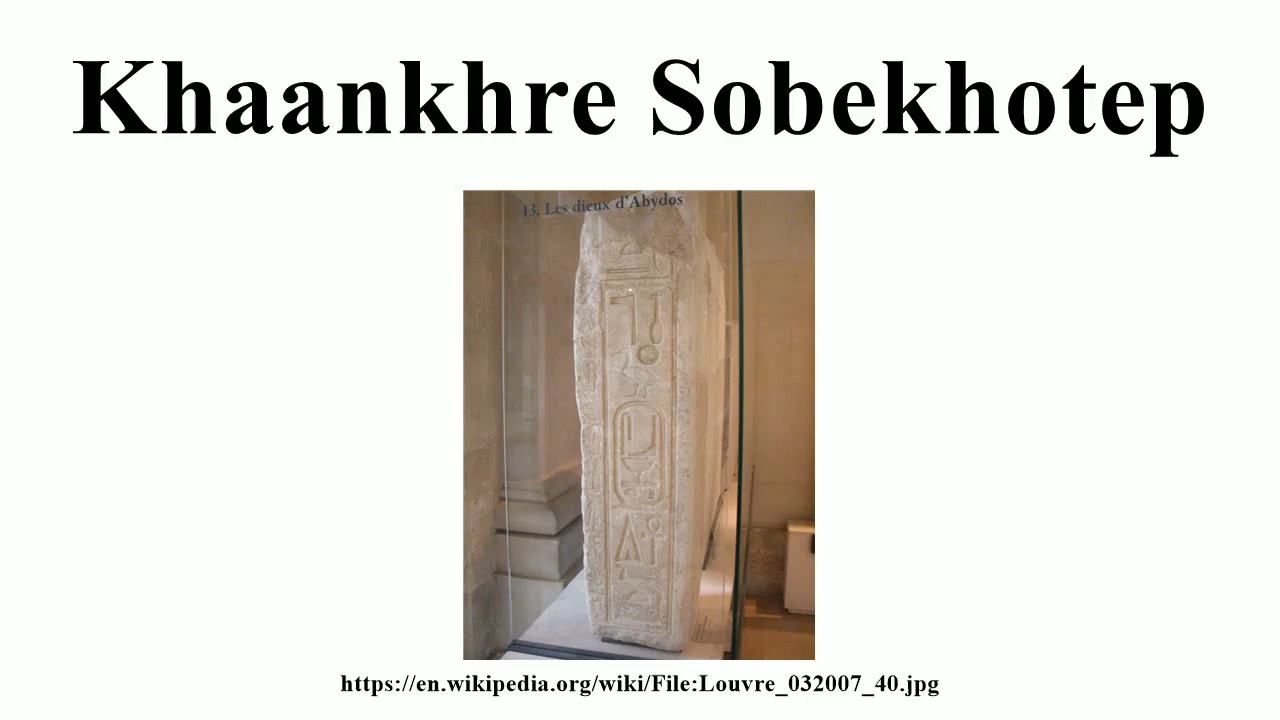 Khaankhre Sobekhotep
13. Les dieux d'Abydos
https://en.wikipedia.org/wiki/File:Louvre_032007_40.jpg